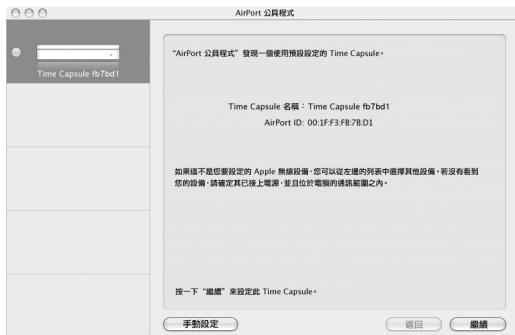 AirPort 公用程式
Time Capsule fb7bd1
“AirPort 公用程式” 發現一個使用預設設定的 Time Capsule。
Time Capsule 名稱：Time Capsule fb7bd1
AirPort ID: 00:1F:F3:FB:7B:D1
如果這不是您要設定的 Apple 無線設備，您可以從左邊的列表中選擇其他設備。若沒有看到
您的設備，請確定其已接上電源，並且位於電腦的通訊範圍之內。
按一下 “繼續” 來設定此 Time Capsule。
手動設定
返回
繼續